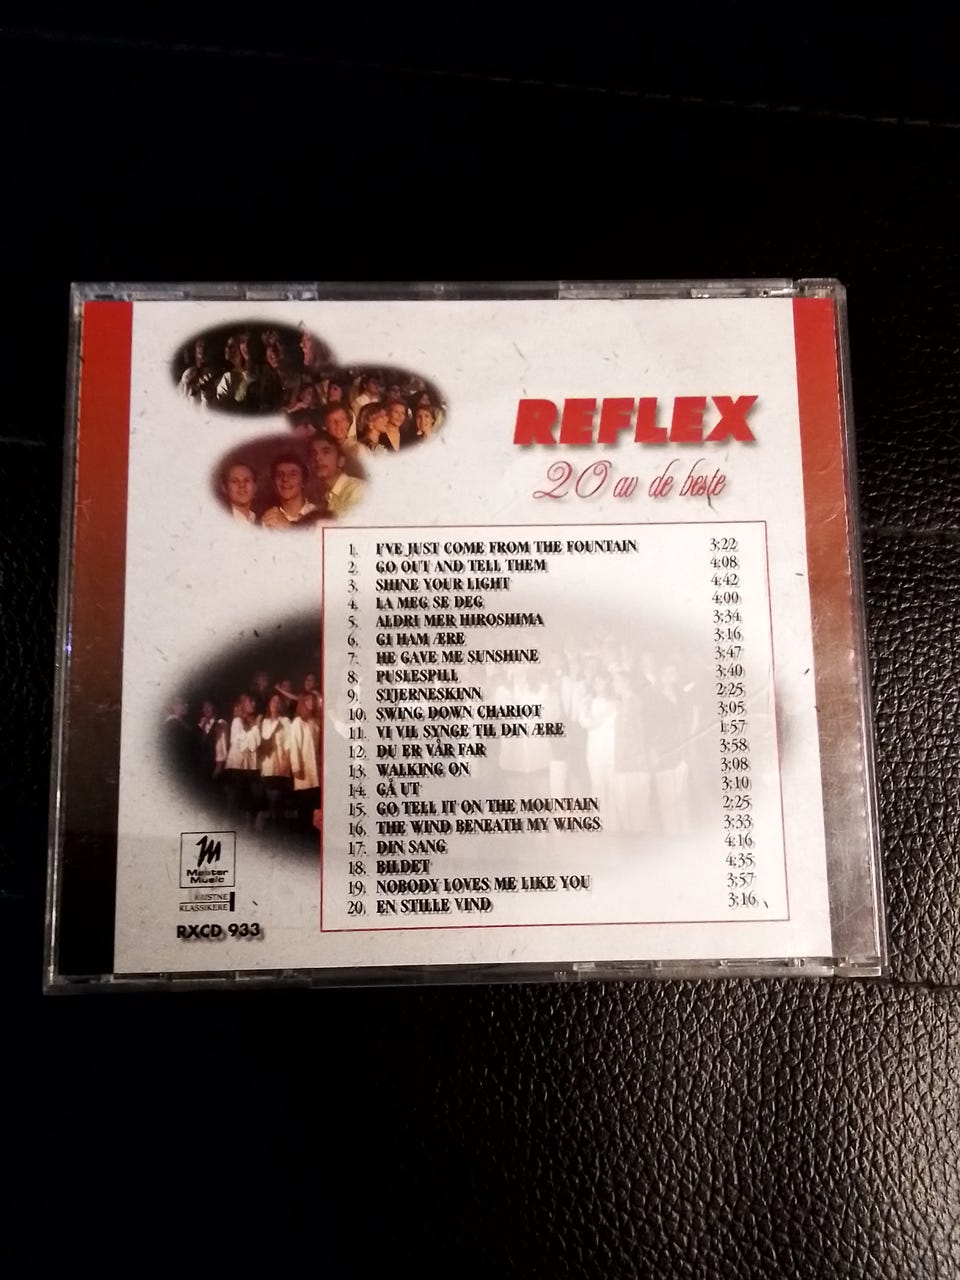 REFLEX
20 av de beste
1. I'VE JUST COME FROM THE FOUNTAIN 3:22
2. GO OUT AND TELL THEM 4:08
3. SHINE YOUR LIGHT 4:42
4. LA MEG SE DEG 4:00
5. ALDRI MER HIROSHIMA 3:34
6. GI HAM ÆRE 3:16
7. HE GAVE ME SUNSHINE 3:47
8. PUSLESPILL 3:40
9. STJERNESKINN 2:25
10. SWING DOWN CHARIOT 3:05
11. VI VIL SYNGE TIL DIN ÆRE 1:57
12. DU ER VÅR FAR 3:58
13. WALKING ON 3:08
14. GÅ UT 3:10
15. GO TELL IT ON THE MOUNTAIN 2:25
16. THE WIND BENEATH MY WINGS 3:33
17. DIN SANG 4:16
18. BILDET 4:35
19. NOBODY LOVES ME LIKE YOU 3:57
20. EN STILLE VIND 3:16
M
Master
Music
KRISTNE
KLASSIKERE
RXCD 933